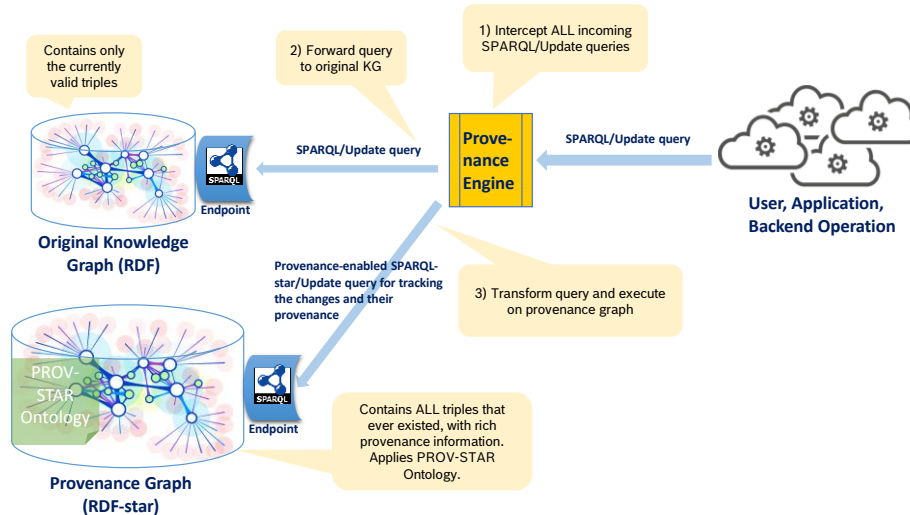 1) Intercept ALL incoming
SPARQL/Update queries
2) Forward query
to original KG
Contains only
the currently
valid triples
SPARQL
Endpoint
SPARQL/Update query
Prove-
nance
Engine
SPARQL/Update query
User, Application,
Backend Operation
Original Knowledge
Graph (RDF)
Provenance-enabled SPARQL-
star/Update query for tracking
the changes and their
provenance
3) Transform query and execute
on provenance graph
PROV-
STAR
Ontology
SPARQL
Endpoint
Contains ALL triples that
ever existed, with rich
provenance information.
Applies PROV-STAR
Ontology.
Provenance Graph
(RDF-star)